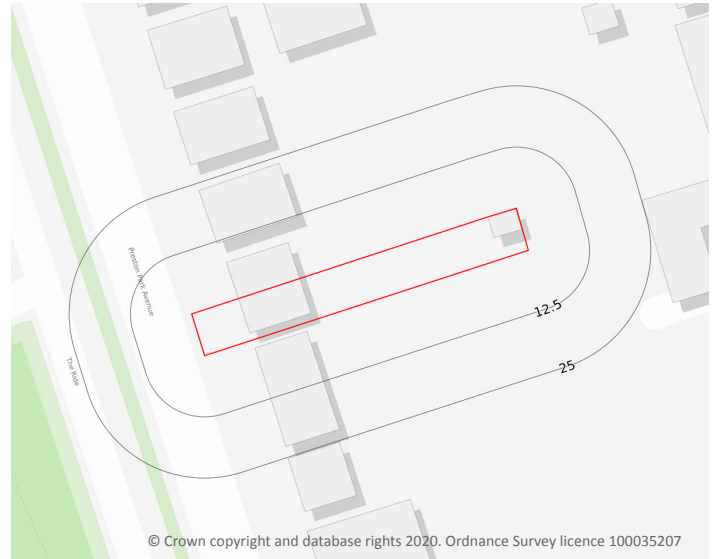 Preston Park Avenue
12.5
The Ride
25
© Crown copyright and database rights 2020. Ordnance Survey licence 100035207